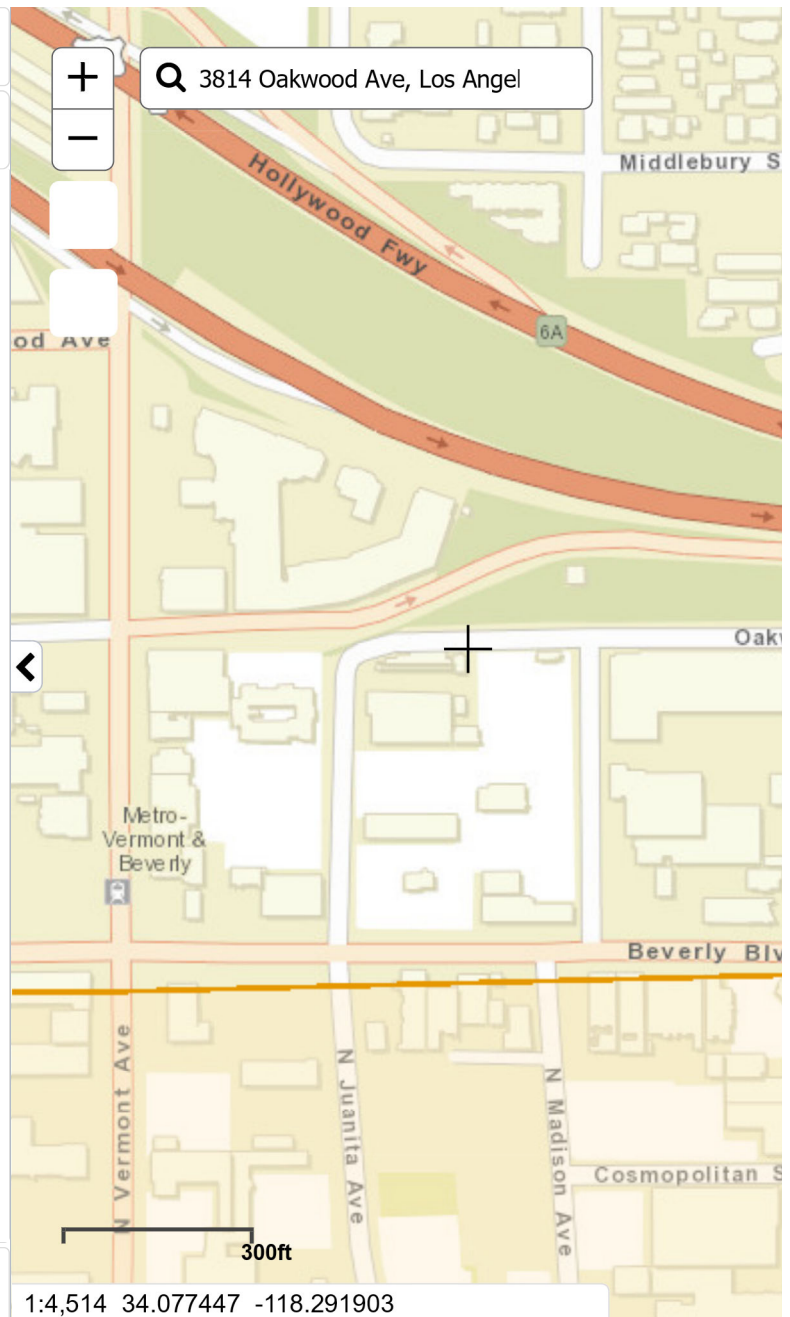 3814 Oakwood Ave, Los Angel
Middlebury S
Hollywood Fwy
6A
od Ave
Oak
Metro-
Vermont &
Beverly
Beverly Blv
N Vermont Ave
N Juanita Ave
N Madison Ave
Cosmopolitan S
300ft
1:4,514 34.077447 -118.291903